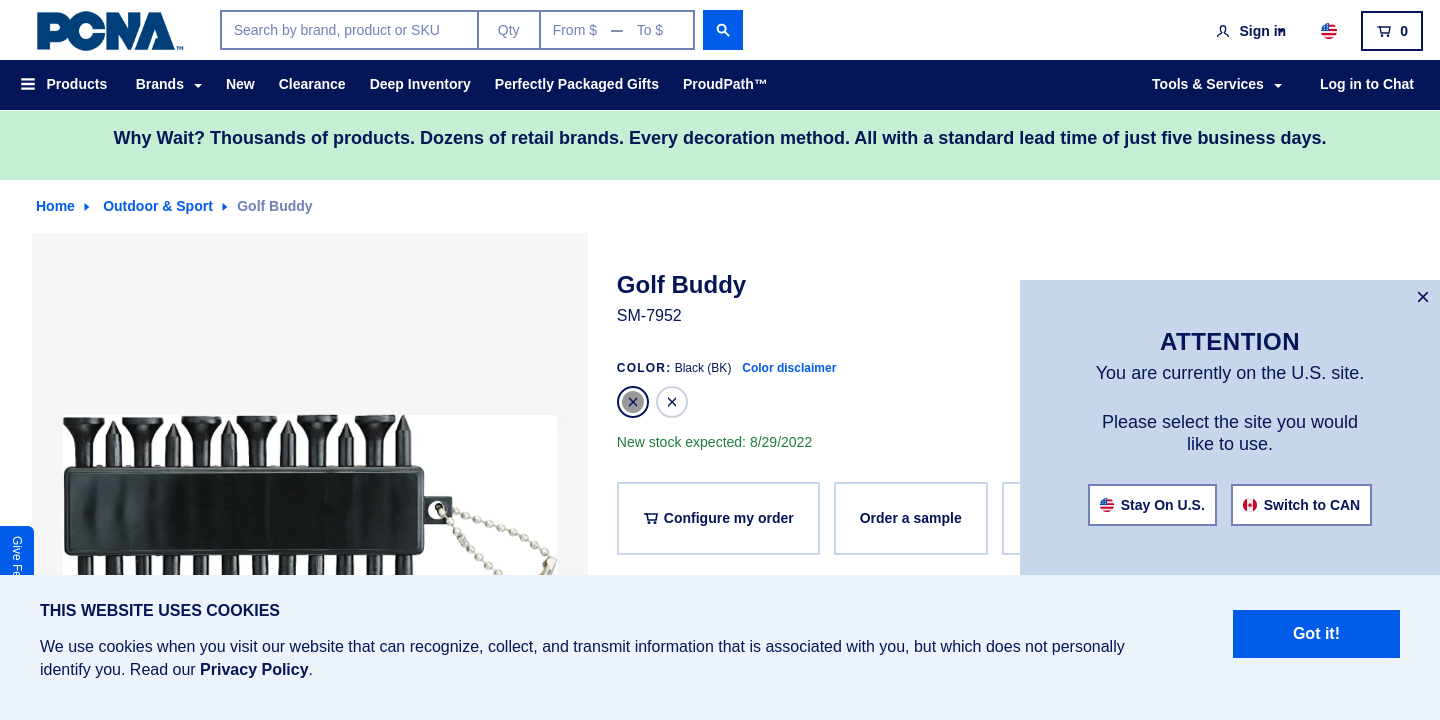 PCNA™
Search by brand, product or SKU
Qty
From $ — To $
Sign in
0
Products
Brands
New
Clearance
Deep Inventory
Perfectly Packaged Gifts
ProudPath™
Tools & Services
Log in to Chat
Why Wait? Thousands of products. Dozens of retail brands. Every decoration method. All with a standard lead time of just five business days.
Home
Outdoor & Sport
Golf Buddy
Golf Buddy
SM-7952
COLOR: Black (BK) Color disclaimer
New stock expected: 8/29/2022
Configure my order
Order a sample
ATTENTION
You are currently on the U.S. site.
Please select the site you would
like to use.
Stay On U.S.
Switch to CAN
Give
THIS WEBSITE USES COOKIES
We use cookies when you visit our website that can recognize, collect, and transmit information that is associated with you, but which does not personally
identify you. Read our Privacy Policy.
Got it!